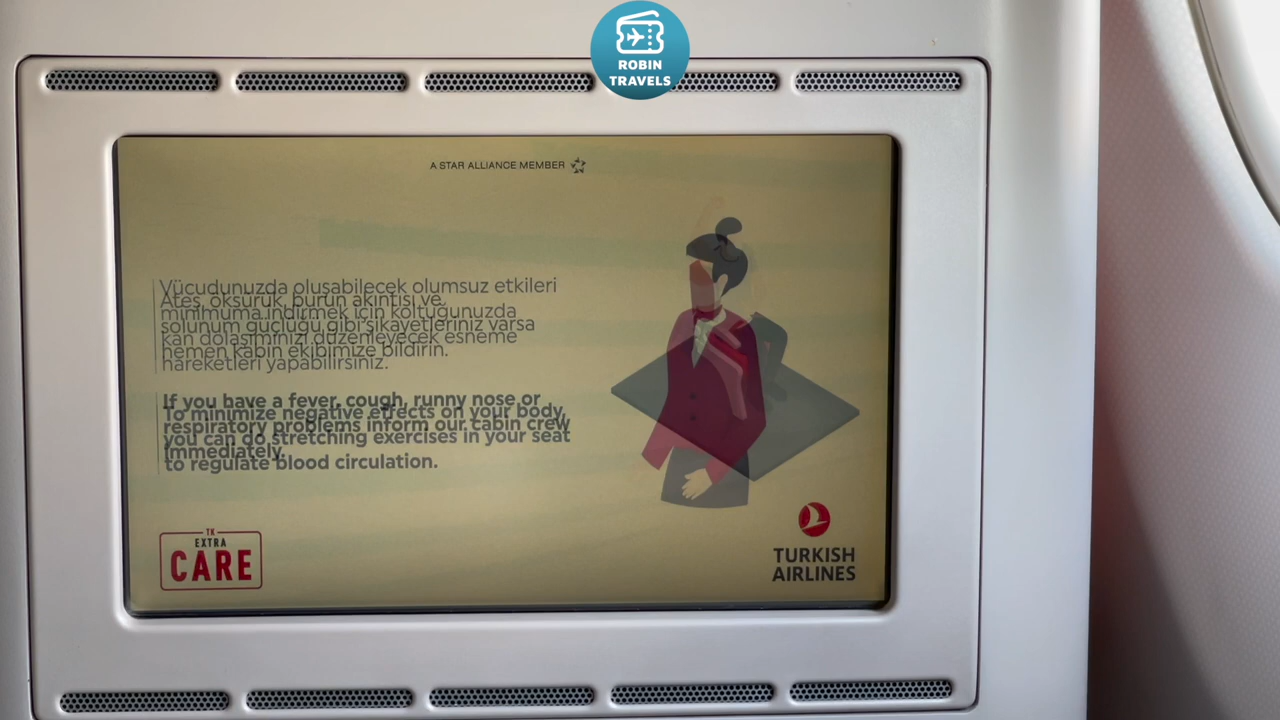 ROBIN
TRAVELS
A STAR ALLIANCE MEMBER
Vücudunuzda oluşabilecek olumsuz etkileri
Ateş, öksürük, burun akıntısı ve
minimuma indirmek için koltuğunuzda
solunum güçlüğü gibi şikayetleriniz varsa
kan dolaşımınızı düzenleyecek esneme
hemen kabin ekibimize bildirin.
hareketleri yapabilirsiniz.
If you have a fever, cough, runny nose or
To minimize negative effects on your body,
respiratory problems inform our cabin crew
you can do stretching exercises in your seat
immediately.
to regulate blood circulation.
TK
EXTRA
CARE
TURKISH
AIRLINES